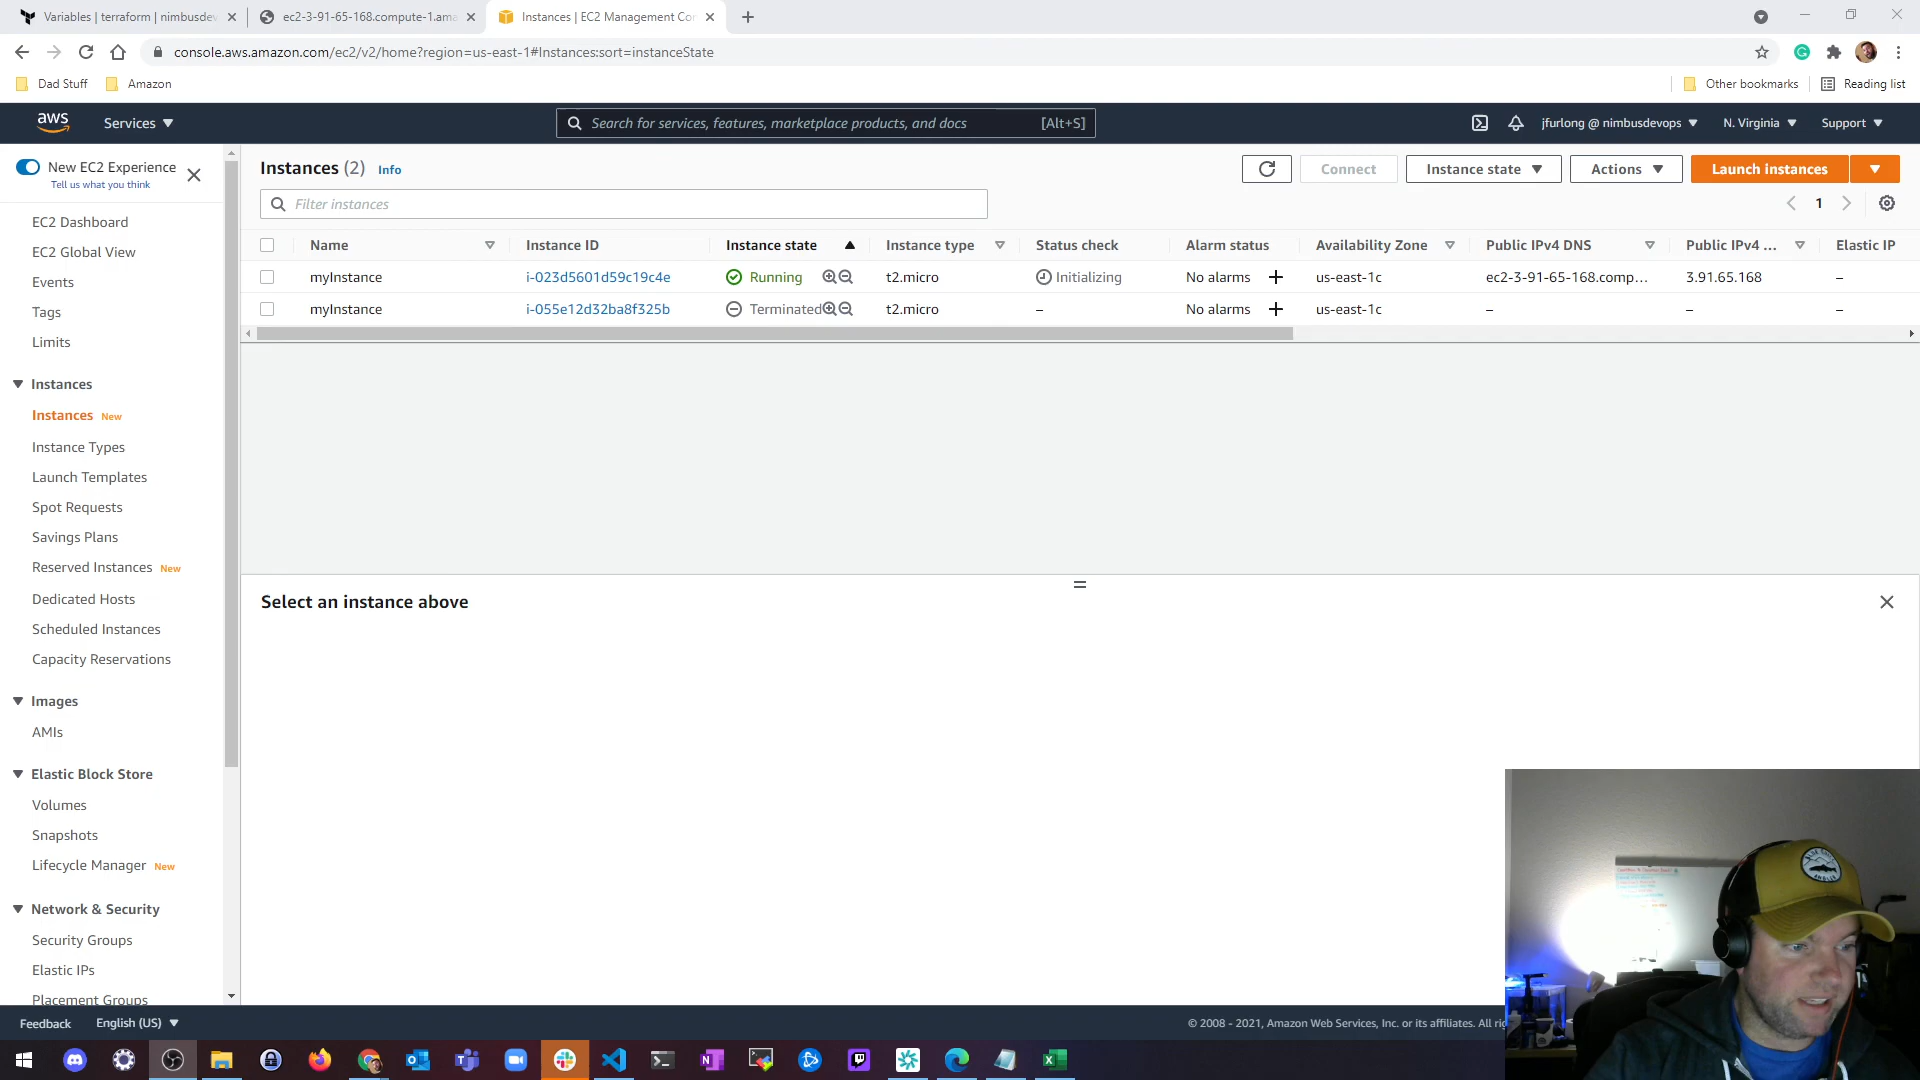 Variables | terraform | nimbusdev
ec2-3-91-65-168.compute-1.ama
Instances | EC2 Management Co
console.aws.amazon.com/ec2/v2/home?region=us-east-1#Instances:sort=instanceState
Dad Stuff
Amazon
Other bookmarks
Reading list
aws
Services
Search for services, features, marketplace products, and docs
[Alt+S]
jfurlong @ nimbusdevops
N. Virginia
Support
New EC2 Experience
Tell us what you think
EC2 Dashboard
EC2 Global View
Events
Tags
Limits
Instances
Instances New
Instance Types
Launch Templates
Spot Requests
Savings Plans
Reserved Instances New
Dedicated Hosts
Scheduled Instances
Capacity Reservations
Images
AMIs
Elastic Block Store
Volumes
Snapshots
Lifecycle Manager New
Network & Security
Security Groups
Elastic IPs
Placement Groups
Instances (2) Info
Connect
Instance state
Actions
Launch instances
Filter instances
1
Name
Instance ID
Instance state
Instance type
Status check
Alarm status
Availability Zone
Public IPv4 DNS
Public IPv4 ...
Elastic IP
myInstance
i-023d5601d59c19c4e
Running
t2.micro
Initializing
No alarms
us-east-1c
ec2-3-91-65-168.comp...
3.91.65.168
–
myInstance
i-055e12d32ba8f325b
Terminated
t2.micro
–
No alarms
us-east-1c
–
–
–
Select an instance above
Feedback
English (US)
© 2008 - 2021, Amazon Web Services, Inc. or its affiliates. All rig